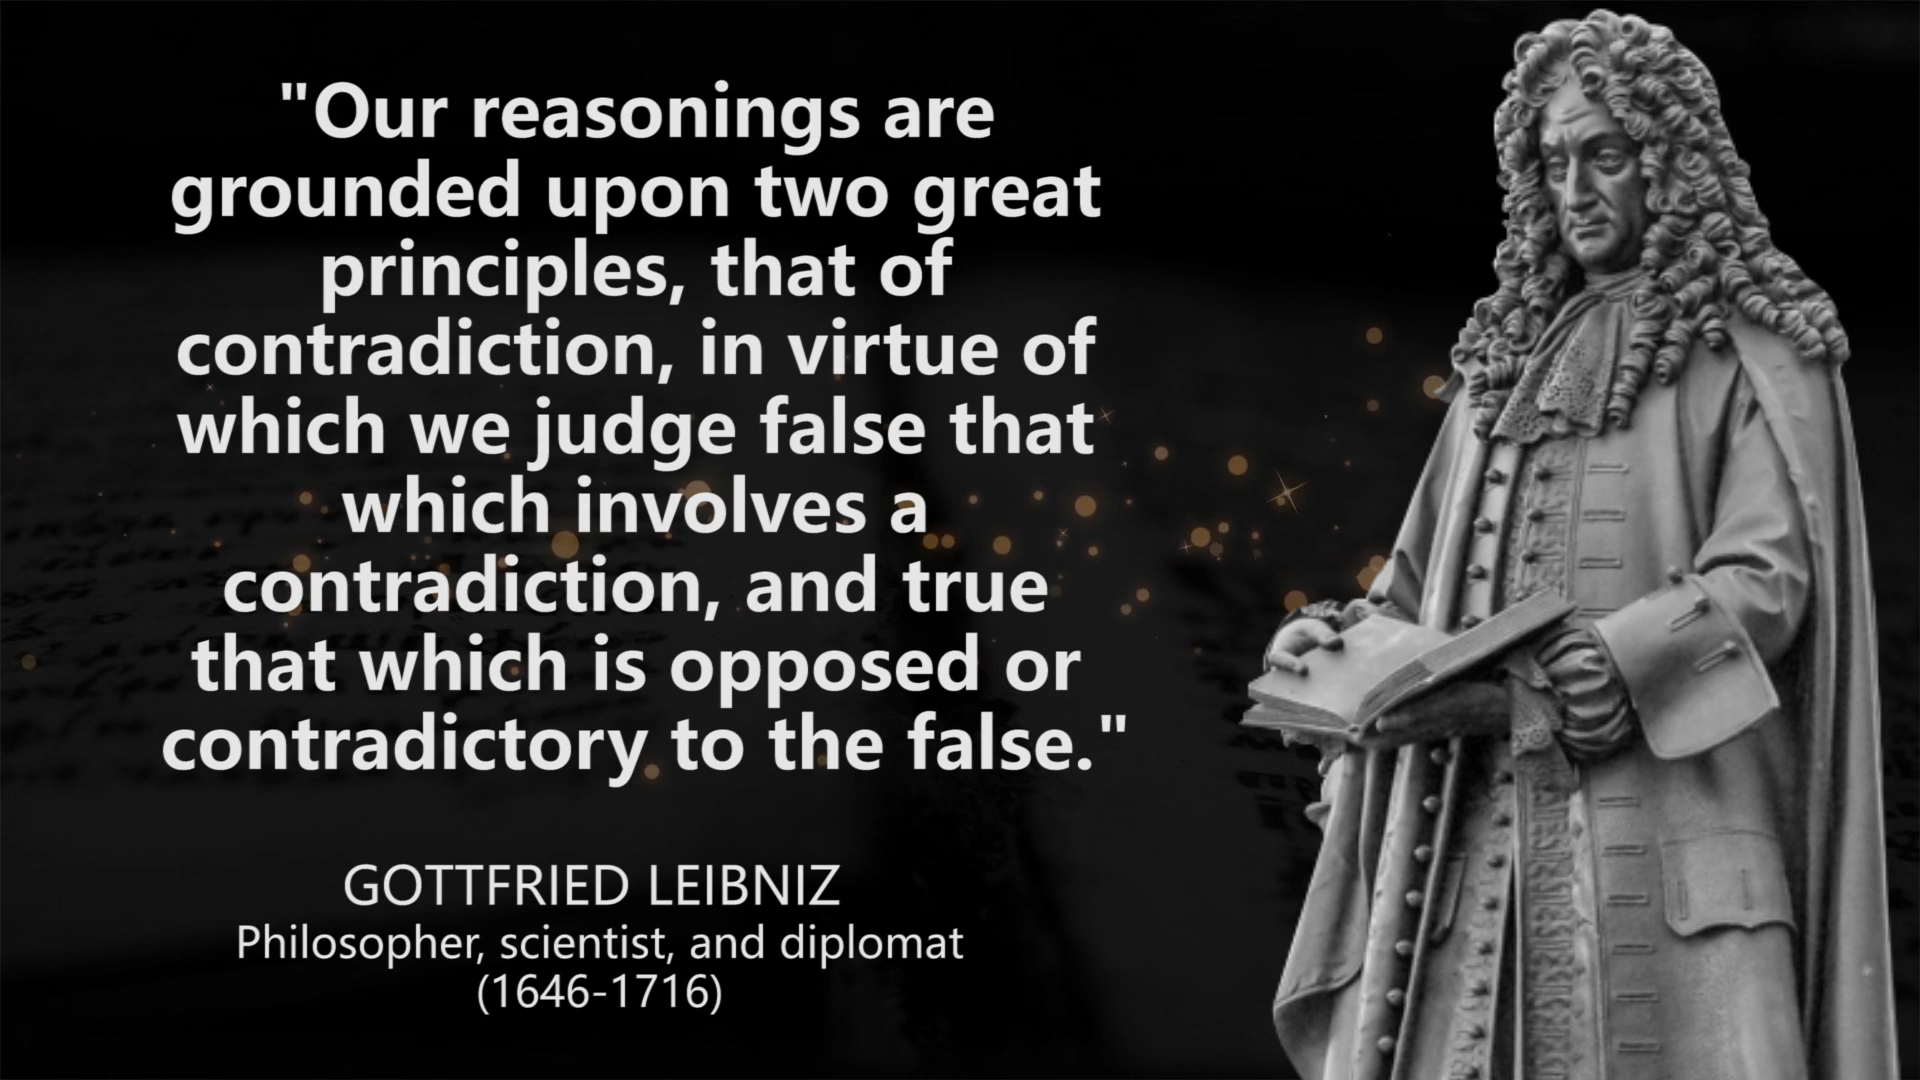 "Our reasonings are
grounded upon two great
principles, that of
contradiction, in virtue of
which we judge false that
which involves a
contradiction, and true
that which is opposed or
contradictory to the false."
GOTTFRIED LEIBNIZ
Philosopher, scientist, and diplomat
(1646-1716)